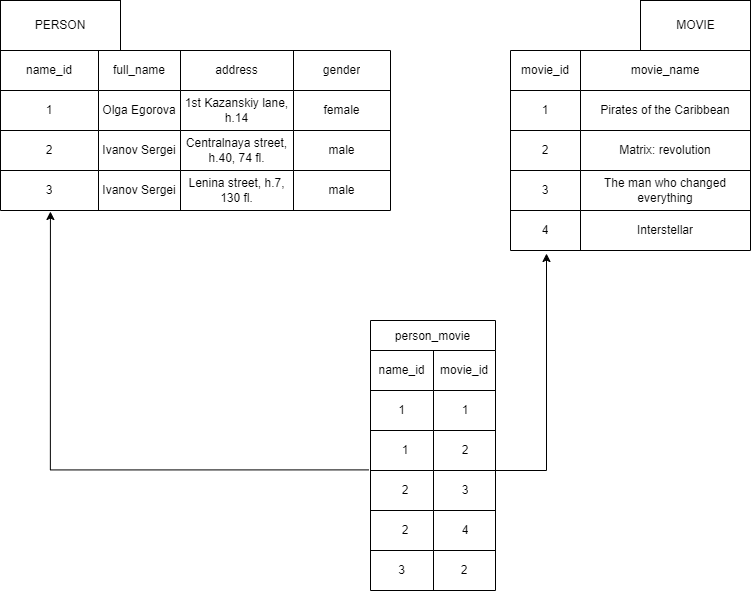 PERSON
name_id full_name address gender
1 Olga Egorova 1st Kazanskiy lane,
h.14 female
2 Ivanov Sergei Centralnaya street,
h.40, 74 fl. male
3 Ivanov Sergei Lenina street, h.7,
130 fl. male
MOVIE
movie_id movie_name
1 Pirates of the Caribbean
2 Matrix: revolution
3 The man who changed
everything
4 Interstellar
person_movie
name_id movie_id
1 1
1 2
2 3
2 4
3 2